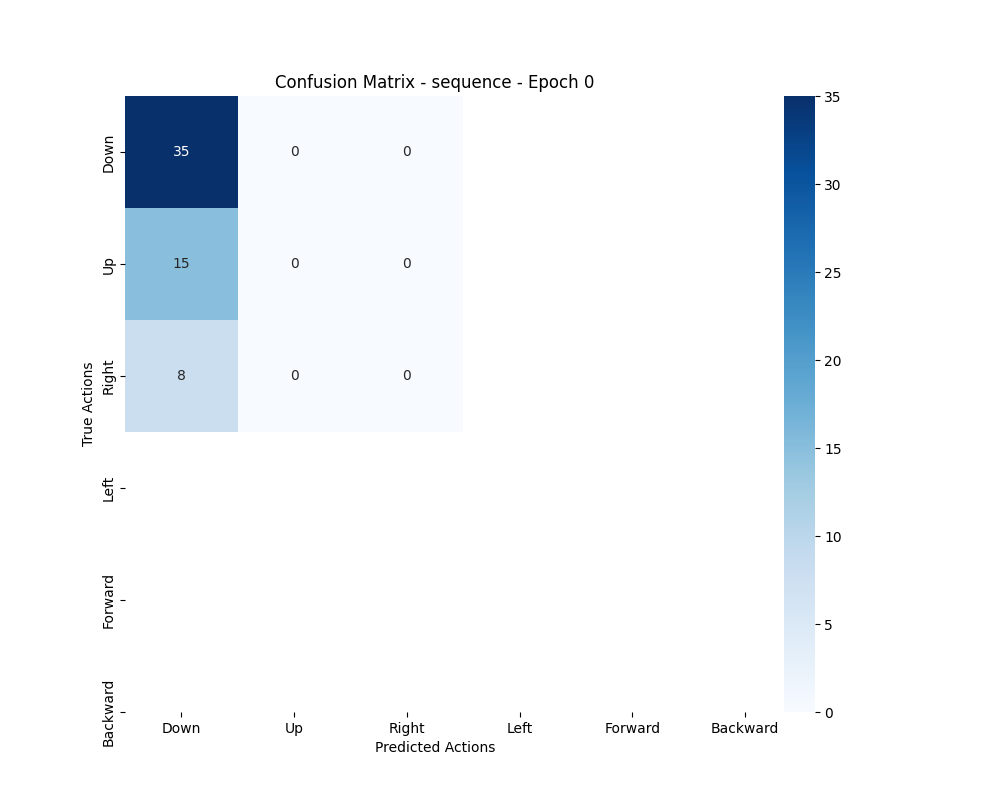 Confusion Matrix - sequence - Epoch 0
Down
35
0
0
Up
15
0
0
Right
8
0
0
Left
Forward
Backward
True Actions
Down
Up
Right
Left
Forward
Backward
Predicted Actions
35
30
25
20
15
10
5
0